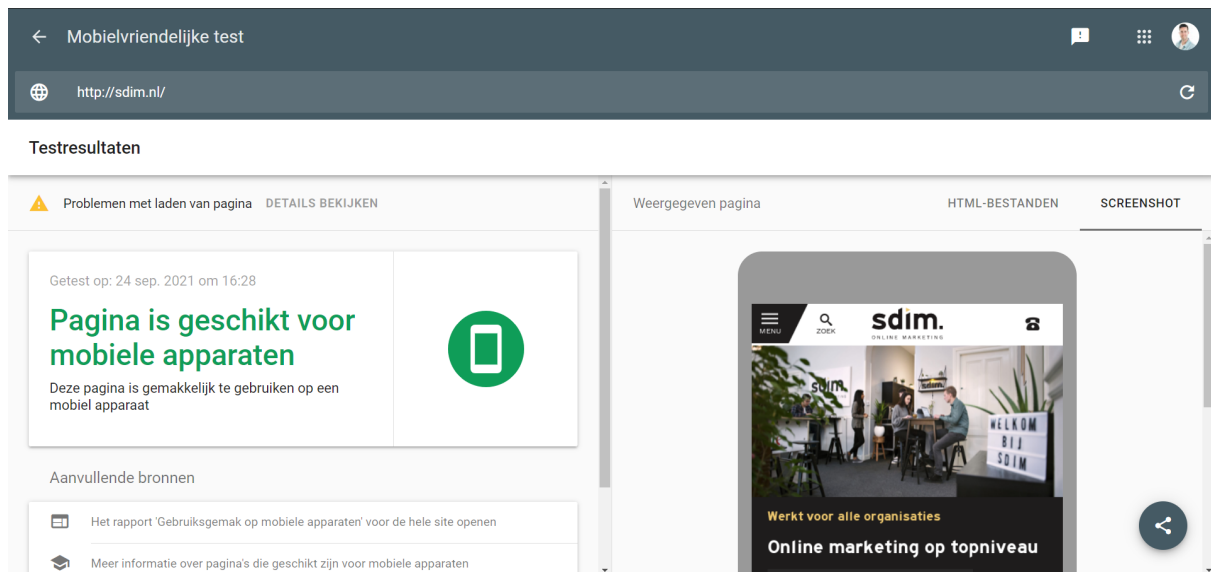 Mobielvriendelijke test
http://sdim.nl/
Testresultaten
Problemen met laden van pagina DETAILS BEKIJKEN
Getest op: 24 sep. 2021 om 16:28
Pagina is geschikt voor
mobiele apparaten
Deze pagina is gemakkelijk te gebruiken op een
mobiel apparaat
Aanvullende bronnen
Het rapport 'Gebruiksgemak op mobiele apparaten' voor de hele site openen
Meer informatie over pagina's die geschikt zijn voor mobiele apparaten
Weergegeven pagina HTML-BESTANDEN SCREENSHOT
MENU
ZOEK
sdim.
ONLINE MARKETING
sdim.
WELKOM
BIJ
SDIM
Werkt voor alle organisaties
Online marketing op topniveau